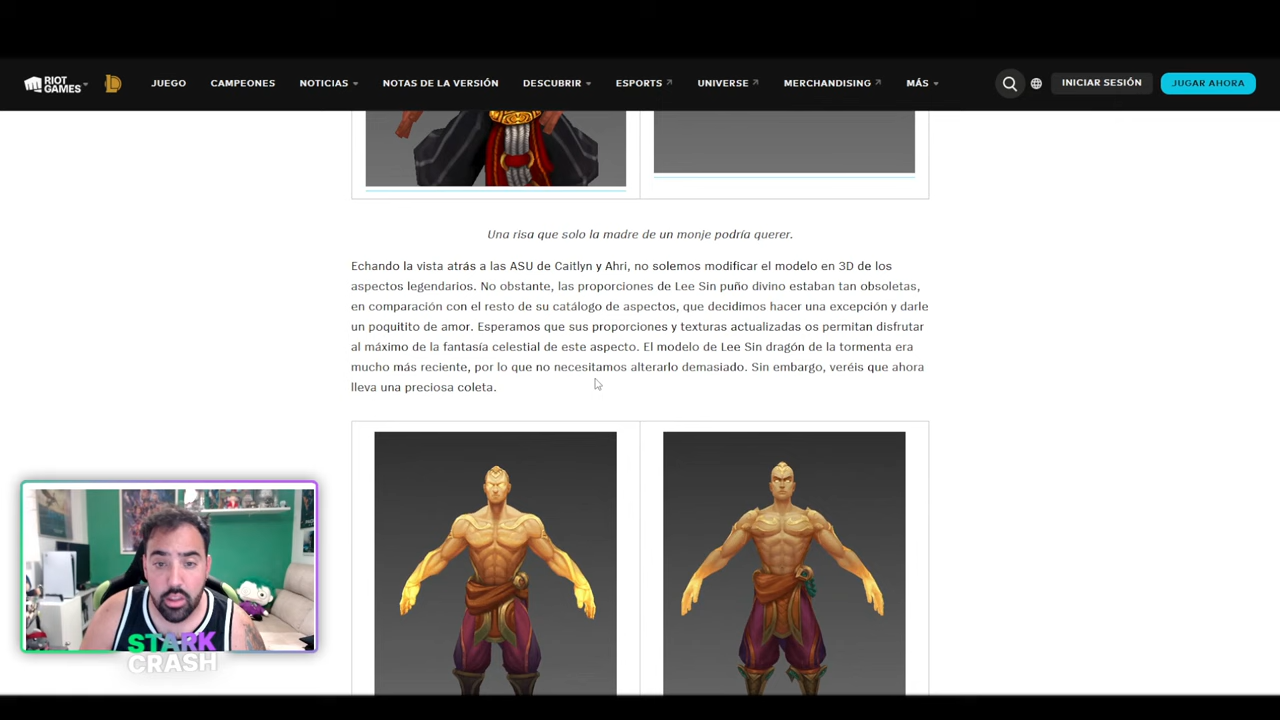 RIOT
GAMES
JUEGO
CAMPEONES
NOTICIAS
NOTAS DE LA VERSIÓN
DESCUBRIR
ESPORTS
UNIVERSE
MERCHANDISING
MÁS
INICIAR SESIÓN
JUGAR AHORA
Una risa que solo la madre de un monje podría querer.
Echando la vista atrás a las ASU de Caitlyn y Ahri, no solemos modificar el modelo en 3D de los
aspectos legendarios. No obstante, las proporciones de Lee Sin puño divino estaban tan obsoletas,
en comparación con el resto de su catálogo de aspectos, que decidimos hacer una excepción y darle
un poquitito de amor. Esperamos que sus proporciones y texturas actualizadas os permitan disfrutar
al máximo de la fantasía celestial de este aspecto. El modelo de Lee Sin dragón de la tormenta era
mucho más reciente, por lo que no necesitamos alterarlo demasiado. Sin embargo, veréis que ahora
lleva una preciosa coleta.
STARK
CRASH